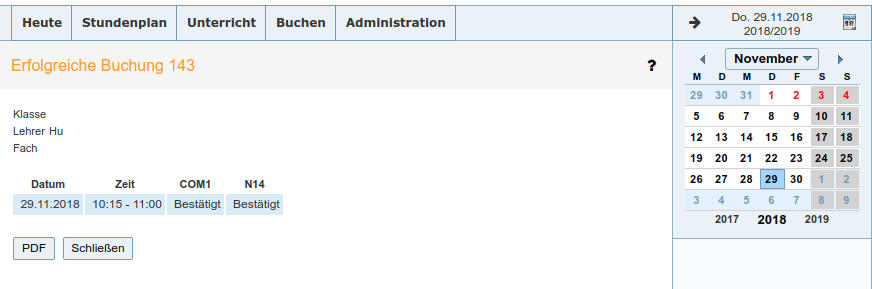 Heute Stundenplan Unterricht Buchen Administration
Do. 29.11.2018
2018/2019
18
Erfolgreiche Buchung 143 ?
Klasse
Lehrer Hu
Fach
Datum Zeit COM1 N14
29.11.2018 10:15 - 11:00 Bestätigt Bestätigt
PDF Schließen
November
M D M D F S S
29 30 31 1 2 3 4
5 6 7 8 9 10 11
12 13 14 15 16 17 18
19 20 21 22 23 24 25
26 27 28 29 30 1 2
3 4 5 6 7 8 9
2017 2018 2019